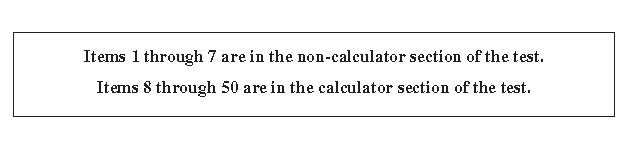 Items 1 through 7 are in the non-calculator section of the test.
Items 8 through 50 are in the calculator section of the test.